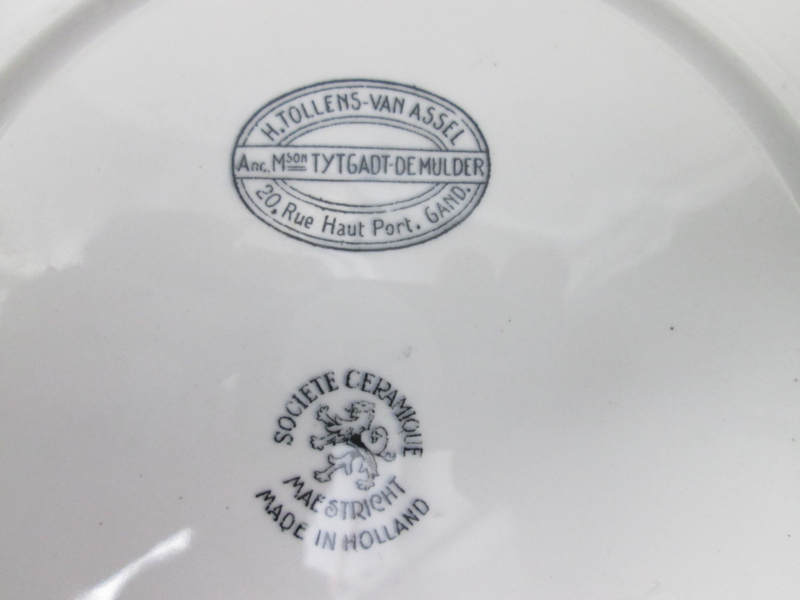 H. TOLLENS-VAN ASSEL
Anc. Mson TYTGADT-DE MULDER
20, Rue Haut Port. GAND.
SOCIETE CERAMIQUE
MAESTRICHT
MADE IN HOLLAND